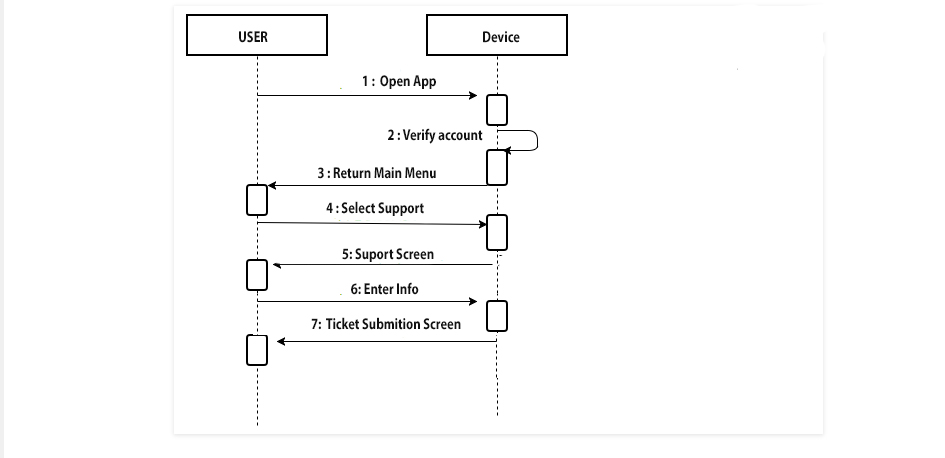 USER
Device
1 : Open App
2 : Verify account
3 : Return Main Menu
4 : Select Support
5: Suport Screen
6: Enter Info
7: Ticket Submition Screen